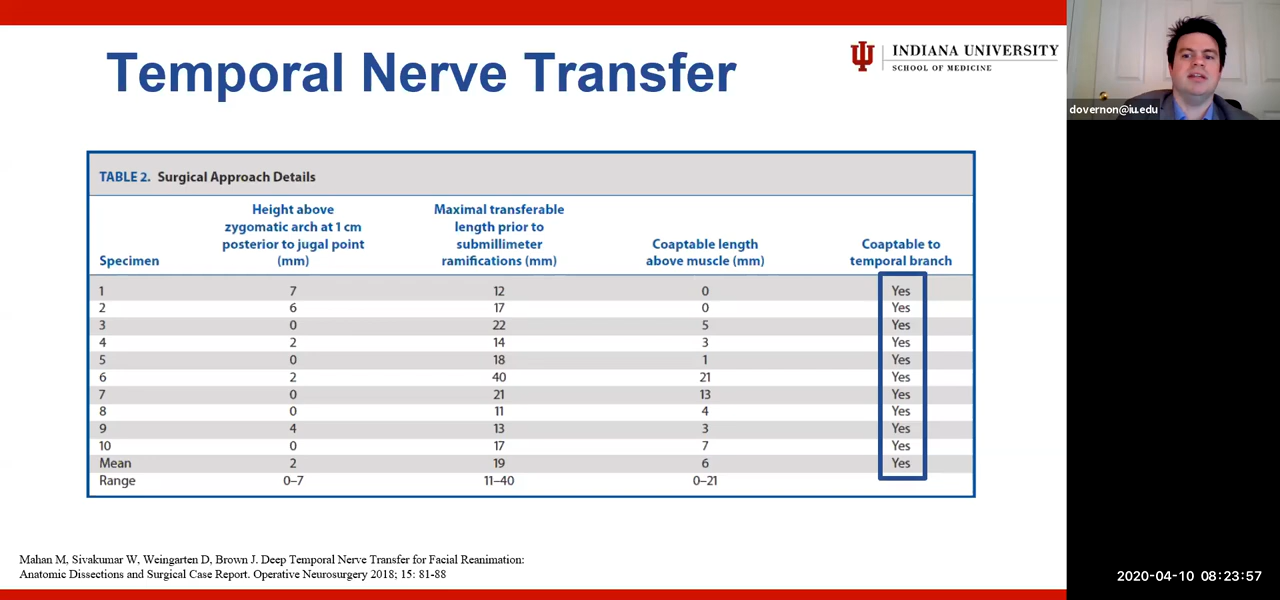 Temporal Nerve Transfer
INDIANA UNIVERSITY
SCHOOL OF MEDICINE
dovernon@iu.edu
TABLE 2. Surgical Approach Details
Specimen
Height above
zygomatic arch at 1 cm
posterior to jugal point
(mm)
Maximal transferable
length prior to
submillimeter
ramifications (mm)
Coaptable length
above muscle (mm)
Coaptable to
temporal branch
1 7 12 0 Yes
2 6 17 0 Yes
3 0 22 5 Yes
4 2 14 3 Yes
5 0 18 1 Yes
6 2 40 21 Yes
7 0 21 13 Yes
8 0 11 4 Yes
9 4 13 3 Yes
10 0 17 7 Yes
Mean 2 19 6 Yes
Range 0–7 11–40 0–21
Mahan M, Sivakumar W, Weingarten D, Brown J. Deep Temporal Nerve Transfer for Facial Reanimation:
Anatomic Dissections and Surgical Case Report. Operative Neurosurgery 2018; 15: 81-88
2020-04-10 08:23:57